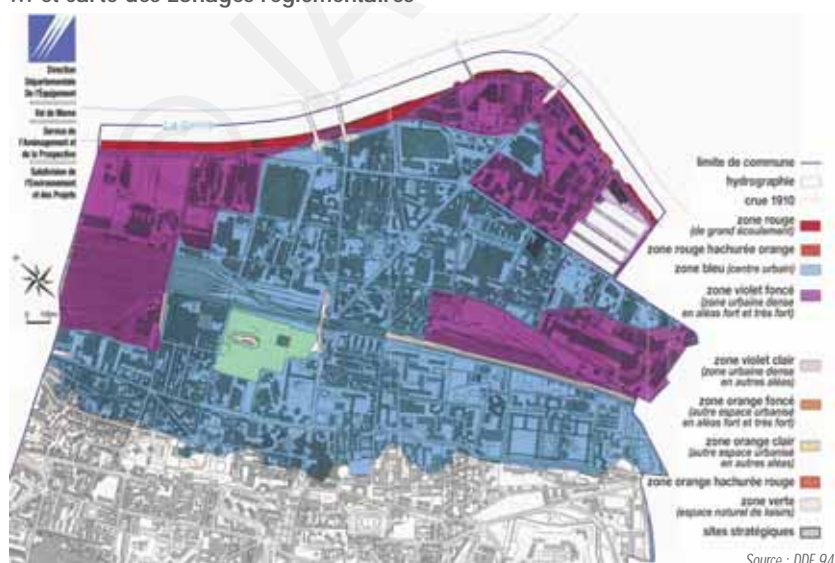 ... et carte des zonages réglementaires
Direction
Départementale
De l'Équipement
Val de Marne
Service de
l'Aménagement et
de la Prospective
Subdivision de
l'Environnement
et des Projets
limite de commune
hydrographie
crue 1910
zone rouge
(de grand écoulement)
zone rouge hachurée orange
zone bleu (centre urbain)
zone violet foncé
(zone urbaine dense
en aléas fort et très fort)
zone violet clair
(zone urbaine dense
en autres aléas)
zone orange foncé
(autre espace urbanisé
en aléas fort et très fort)
zone orange clair
(autre espace urbanisé
en autres aléas)
zone orange hachurée rouge
zone verte
(espace naturel de loisirs)
sites stratégiques
Source : DDE 94